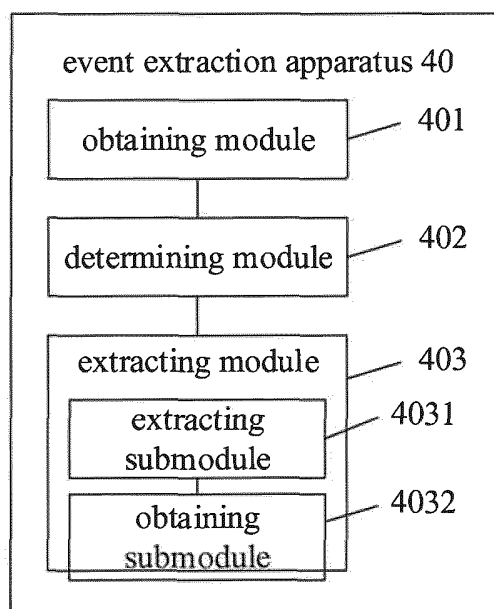 event extraction apparatus 40
obtaining module
401
determining module
402
extracting module
403
extracting
submodule
4031
obtaining
submodule
4032